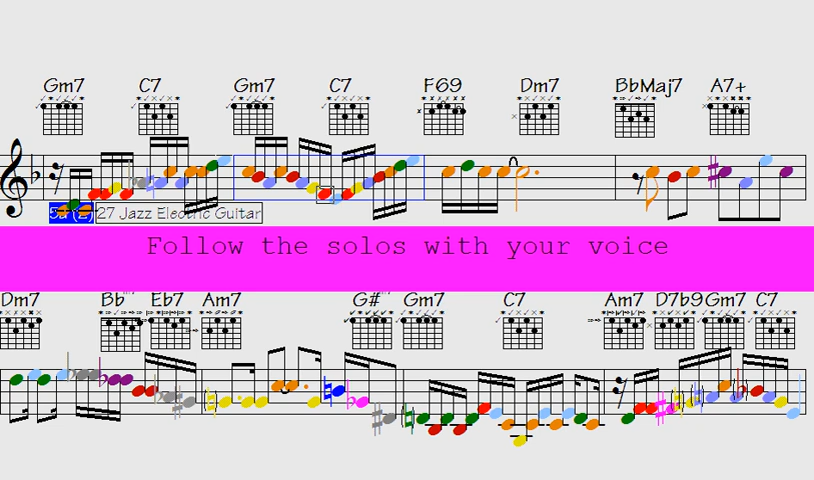 Gm7 C7 Gm7 C7 F69 Dm7 BbMaj7 A7+
27 Jazz Electric Guitar
Follow the solos with your voice
Dm7 Bb Eb7 Am7 G# Gm7 C7 Am7 D7b9 Gm7 C7